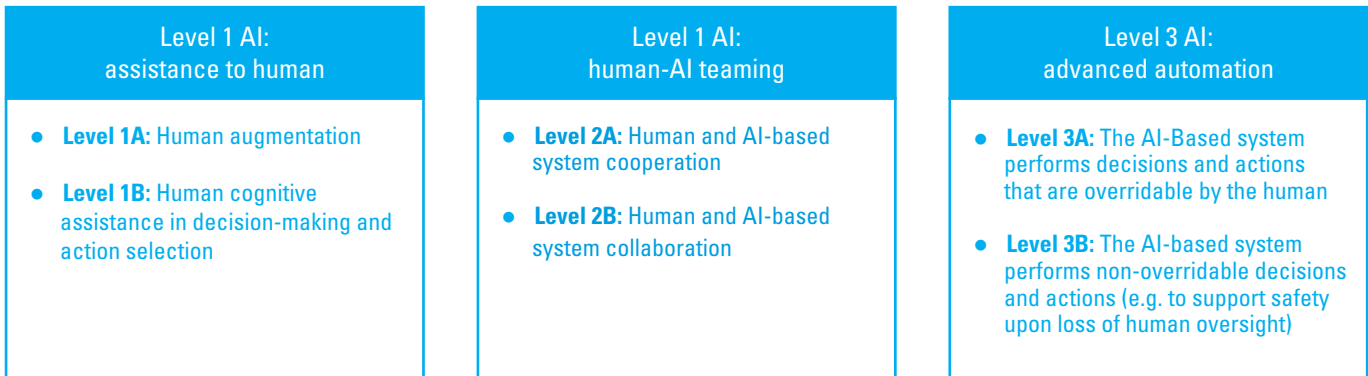 Level 1 AI:
assistance to human
● Level 1A: Human augmentation
● Level 1B: Human cognitive
assistance in decision-making and
action selection
Level 1 AI:
human-AI teaming
● Level 2A: Human and AI-based
system cooperation
● Level 2B: Human and AI-based
system collaboration
Level 3 AI:
advanced automation
● Level 3A: The AI-Based system
performs decisions and actions
that are overridable by the human
● Level 3B: The AI-based system
performs non-overridable decisions
and actions (e.g. to support safety
upon loss of human oversight)